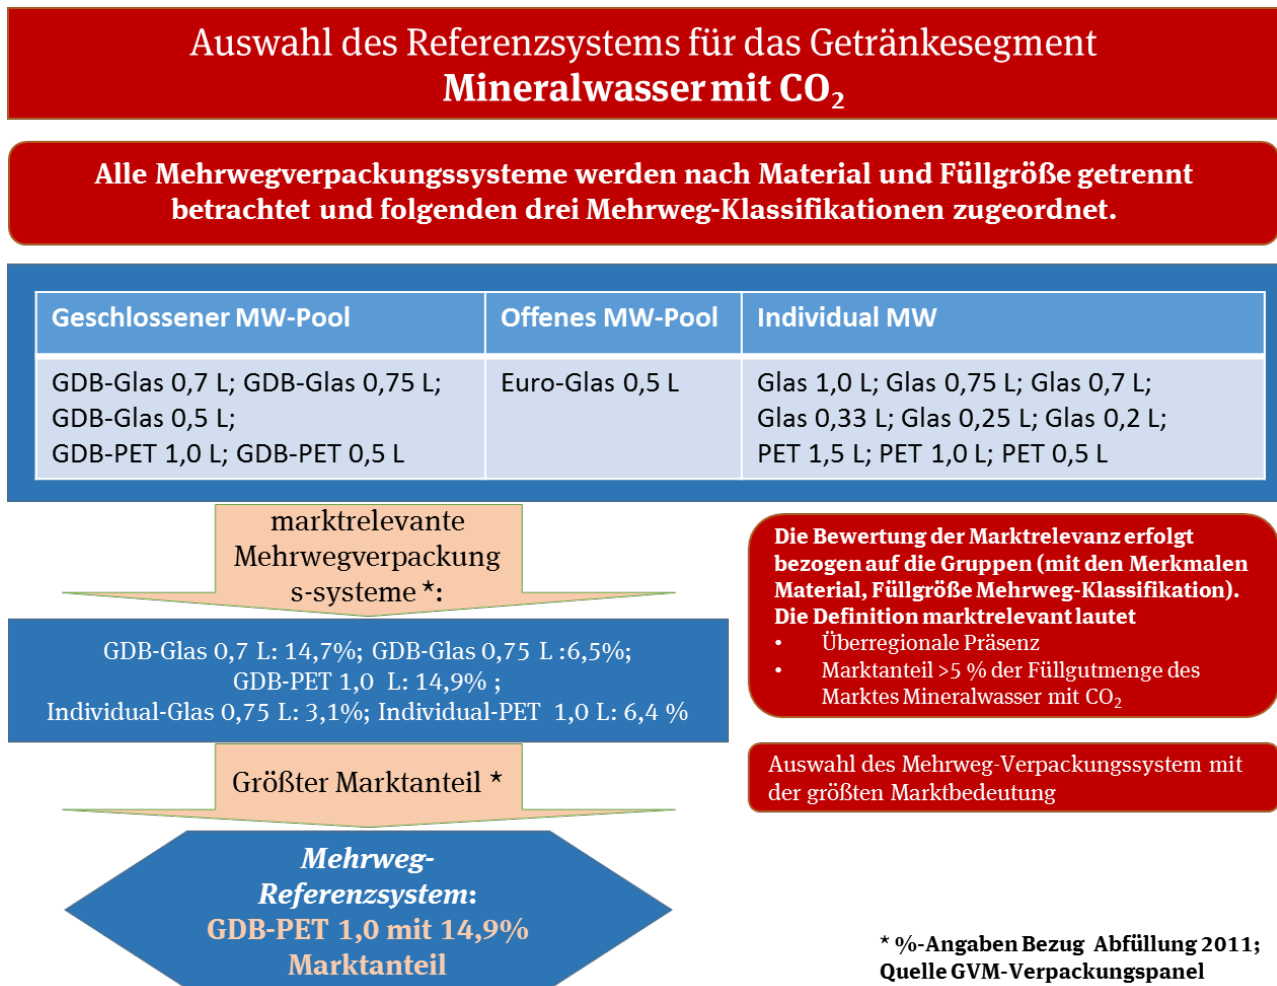 Auswahl des Referenzsystems für das Getränkesegment
Mineralwasser mit CO₂
Alle Mehrwegverpackungssysteme werden nach Material und Füllgröße getrennt
betrachtet und folgenden drei Mehrweg-Klassifikationen zugeordnet.
Geschlossener MW-Pool
Offenes MW-Pool
Individual MW
GDB-Glas 0,7 L; GDB-Glas 0,75 L;
GDB-Glas 0,5 L;
GDB-PET 1,0 L; GDB-PET 0,5 L
Euro-Glas 0,5 L
Glas 1,0 L; Glas 0,75 L; Glas 0,7 L;
Glas 0,33 L; Glas 0,25 L; Glas 0,2 L;
PET 1,5 L; PET 1,0 L; PET 0,5 L
marktrelevante
Mehrwegverpackung
s-systeme *:
GDB-Glas 0,7 L: 14,7%; GDB-Glas 0,75 L :6,5%;
GDB-PET 1,0 L: 14,9% ;
Individual-Glas 0,75 L: 3,1%; Individual-PET 1,0 L: 6,4 %
Die Bewertung der Marktrelevanz erfolgt
bezogen auf die Gruppen (mit den Merkmalen
Material, Füllgröße Mehrweg-Klassifikation).
Die Definition marktrelevant lautet
• Überregionale Präsenz
• Marktanteil >5 % der Füllgutmenge des
Marktes Mineralwasser mit CO₂
Größter Marktanteil *
Auswahl des Mehrweg-Verpackungssystem mit
der größten Marktbedeutung
Mehrweg-
Referenzsystem:
GDB-PET 1,0 mit 14,9%
Marktanteil
* %-Angaben Bezug Abfüllung 2011;
Quelle GVM-Verpackungspanel